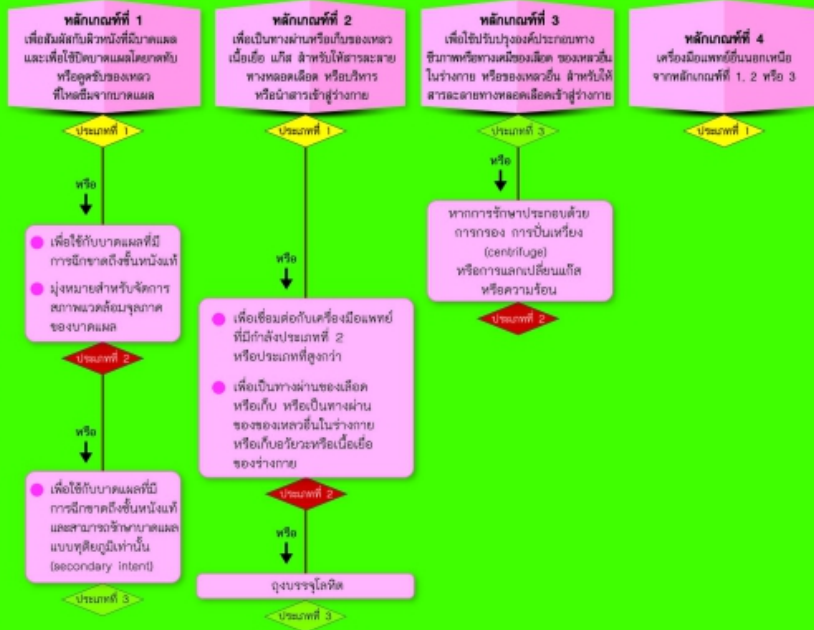 หลักเกณฑ์ที่ 1
เพื่อสัมผัสกับผิวหนังที่มีบาดแผล
และเพื่อใช้ปิดบาดแผลโดยกดทับ
หรือดูดซับของเหลว
ที่ไหลซึมจากบาดแผล
ประเภทที่ 1
หรือ
เพื่อใช้กับบาดแผลที่มี
การฉีกขาดถึงชั้นหนังแท้
มุ่งหมายสำหรับจัดการ
สภาพแวดล้อมจุลภาค
ของบาดแผล
ประเภทที่ 2
หรือ
เพื่อใช้กับบาดแผลที่มี
การฉีกขาดถึงชั้นหนังแท้
และสามารถรักษาบาดแผล
แบบทุติยภูมิเท่านั้น
(secondary intent)
ประเภทที่ 3
หลักเกณฑ์ที่ 2
เพื่อเป็นทางผ่านหรือเก็บของเหลว
เนื้อเยื่อ แก๊ส สำหรับให้สารละลาย
ทางหลอดเลือด หรือบริหาร
หรือนำสารเข้าสู่ร่างกาย
ประเภทที่ 1
หรือ
เพื่อเชื่อมต่อกับเครื่องมือแพทย์
ที่มีกำลังประเภทที่ 2
หรือประเภทที่สูงกว่า
เพื่อเป็นทางผ่านของเลือด
หรือเก็บ หรือเป็นทางผ่าน
ของของเหลวอื่นในร่างกาย
หรือเก็บอวัยวะหรือเนื้อเยื่อ
ของร่างกาย
ประเภทที่ 2
หรือ
ถุงบรรจุโลหิต
ประเภทที่ 3
หลักเกณฑ์ที่ 3
เพื่อใช้ปรับปรุงองค์ประกอบทาง
ชีวภาพหรือทางเคมีของเลือด ของเหลวอื่น
ในร่างกาย หรือของเหลวอื่น สำหรับให้
สารละลายทางหลอดเลือดเข้าสู่ร่างกาย
ประเภทที่ 3
หรือ
หากการรักษาประกอบด้วย
การกรอง การปั่นเหวี่ยง
(centrifuge)
หรือการแลกเปลี่ยนแก๊ส
หรือความร้อน
ประเภทที่ 2
หลักเกณฑ์ที่ 4
เครื่องมือแพทย์อื่นนอกเหนือ
จากหลักเกณฑ์ที่ 1, 2 หรือ 3
ประเภทที่ 1